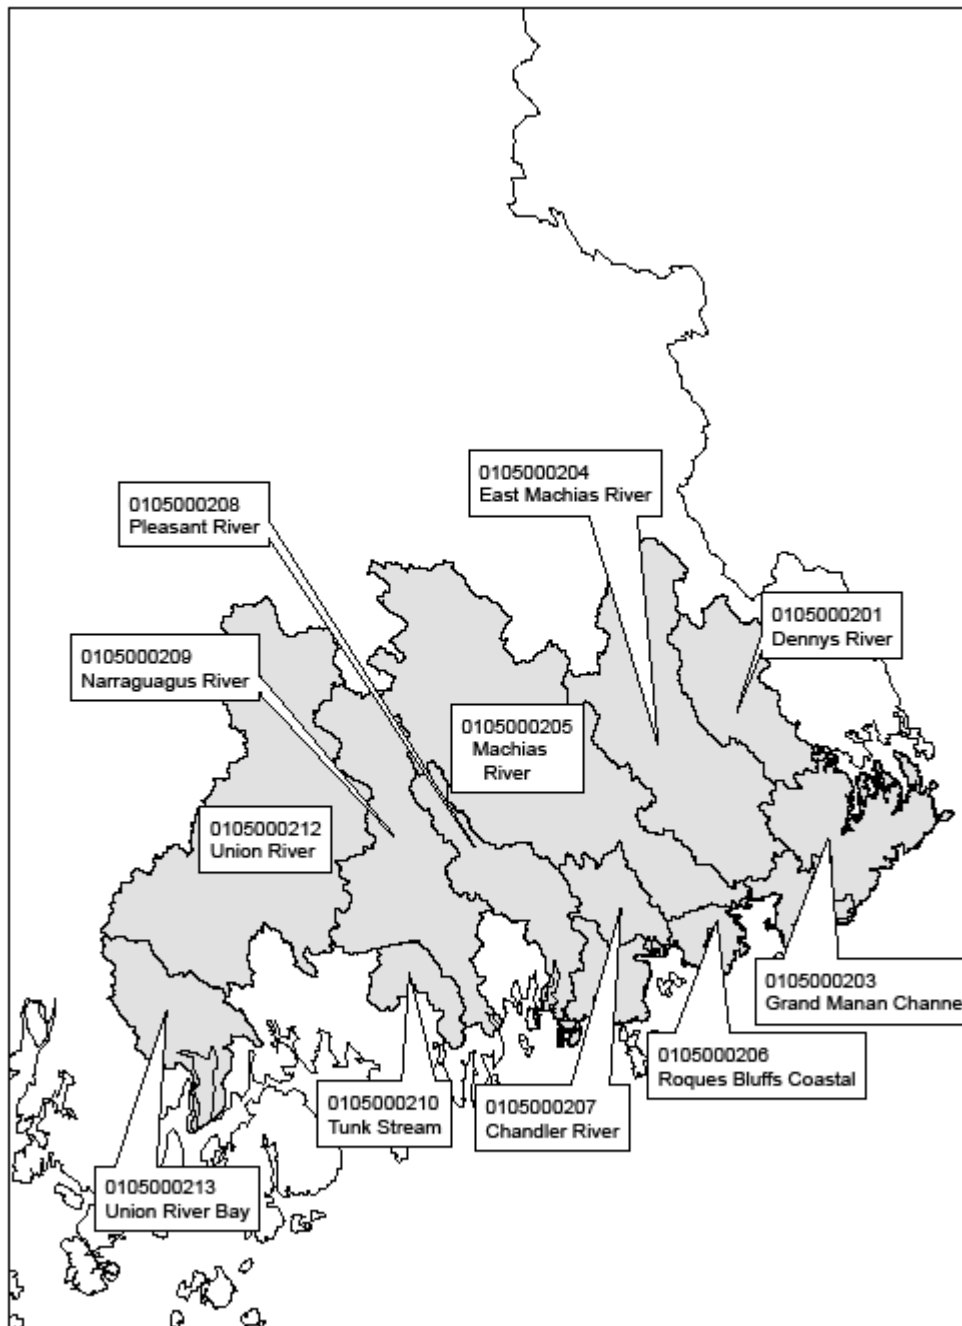 0105000204
East Machias River
0105000208
Pleasant River
0105000201
Dennys River
0105000209
Narraguagus River
0105000205
Machias
River
0105000212
Union River
0105000203
Grand Manan Channe
0105000206
Roques Bluffs Coastal
0105000210
Tunk Stream
0105000207
Chandler River
0105000213
Union River Bay